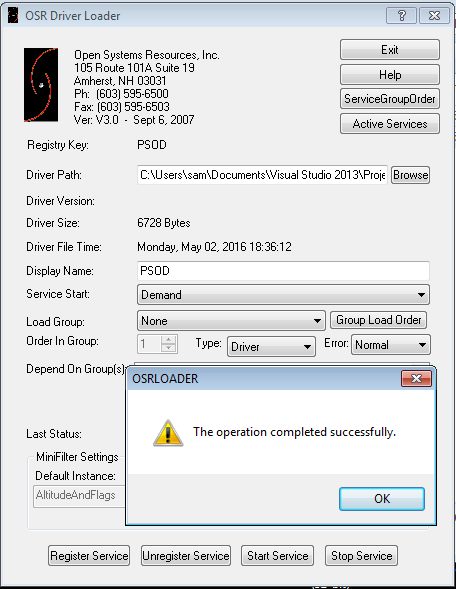 OSR Driver Loader
Open Systems Resources, Inc.
105 Route 101A Suite 19
Amherst, NH 03031
Ph: (603) 595-6500
Fax: (603) 595-6503
Ver: V3.0 - Sept 6, 2007
Exit
Help
ServiceGroupOrder
Active Services
Registry Key: PSOD
Driver Path: C:\Users\sam\Documents\Visual Studio 2013\Proje Browse
Driver Version:
Driver Size: 6728 Bytes
Driver File Time: Monday, May 02, 2016 18:36:12
Display Name: PSOD
Service Start: Demand
Load Group: None Group Load Order
Order In Group: 1 Type: Driver Error: Normal
Depend On Group(s):
OSRLOADER
The operation completed successfully.
OK
Last Status:
MiniFilter Settings
Default Instance:
AltitudeAndFlags
Register Service Unregister Service Start Service Stop Service